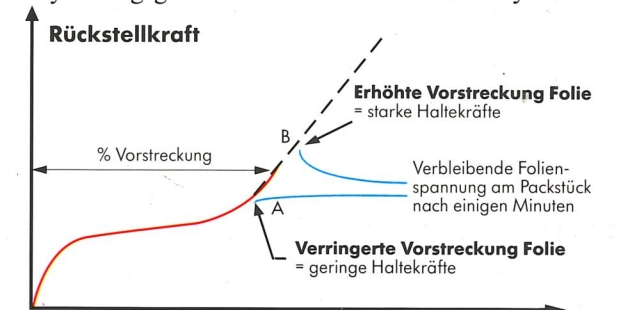 Rückstellkraft
Erhöhte Vorstreckung Folie
= starke Haltekräfte
B
% Vorstreckung
Verbleibende Folien-
spannung am Packstück
nach einigen Minuten
A
Verringerte Vorstreckung Folie
= geringe Haltekräfte